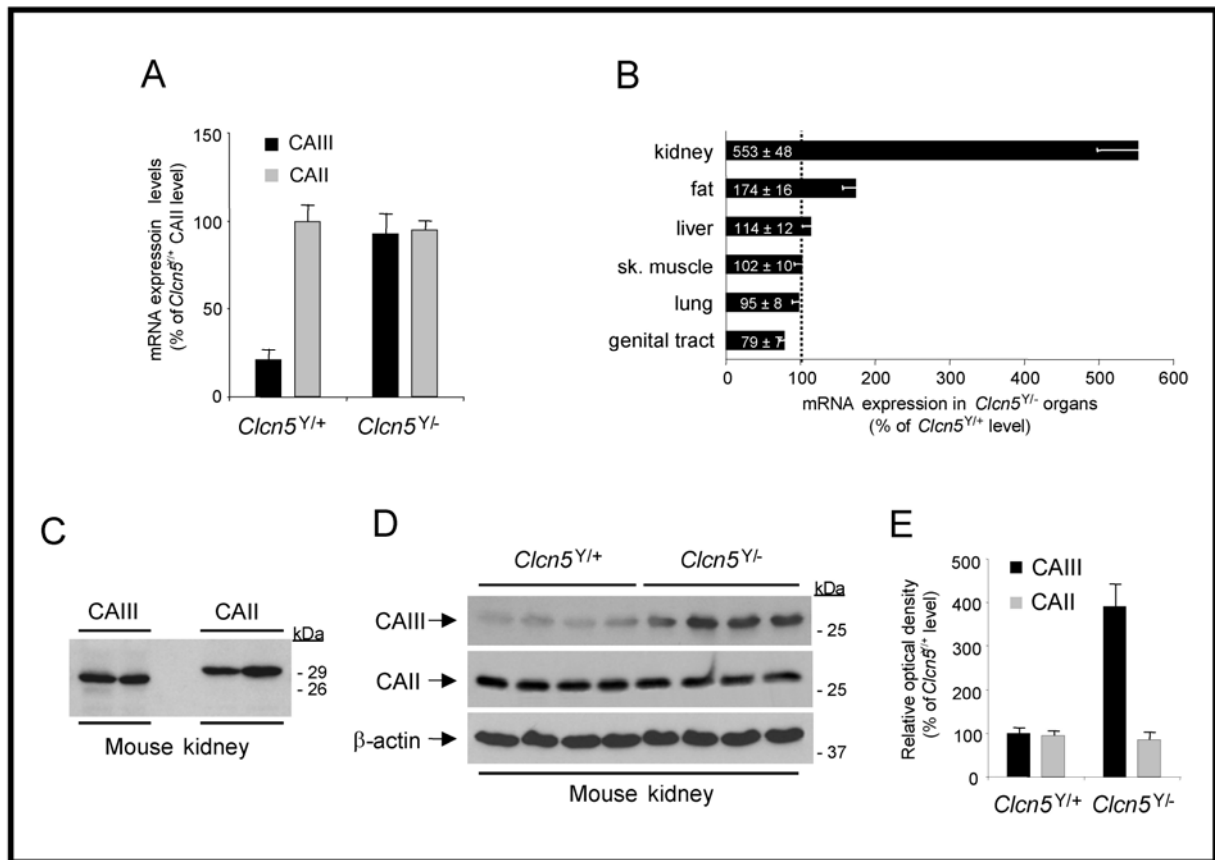 A
mRNA expressoin levels
(% of Clcn5Y/+ CAII level)
150
100
50
0
CAIII
CAII
Clcn5Y/+
Clcn5Y/-
B
kidney
553 ± 48
fat
174 ± 16
liver
114 ± 12
sk. muscle
102 ± 10
lung
95 ± 8
genital tract
79 ± 7
0 100 200 300 400 500 600
mRNA expression in Clcn5Y/- organs
(% of Clcn5Y/+ level)
C
CAIII CAII
kDa
- 29
- 26
Mouse kidney
D
Clcn5Y/+ Clcn5Y/-
kDa
CAIII
- 25
CAII
- 25
β-actin
- 37
Mouse kidney
E
Relative optical density
(% of Clcn5Y/+ level)
500
400
300
200
100
0
CAIII
CAII
Clcn5Y/+ Clcn5Y/-